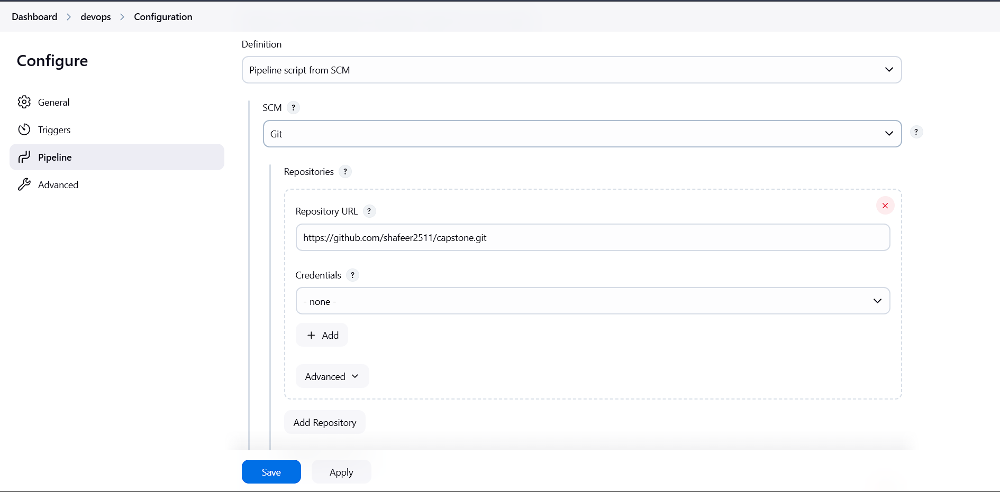 Dashboard > devops > Configuration
Configure
General
Triggers
Pipeline
Advanced
Definition
Pipeline script from SCM
SCM ?
Git
?
Repositories ?
Repository URL ?
https://github.com/shafeer2511/capstone.git
Credentials ?
- none -
+ Add
Advanced
Add Repository
Save
Apply